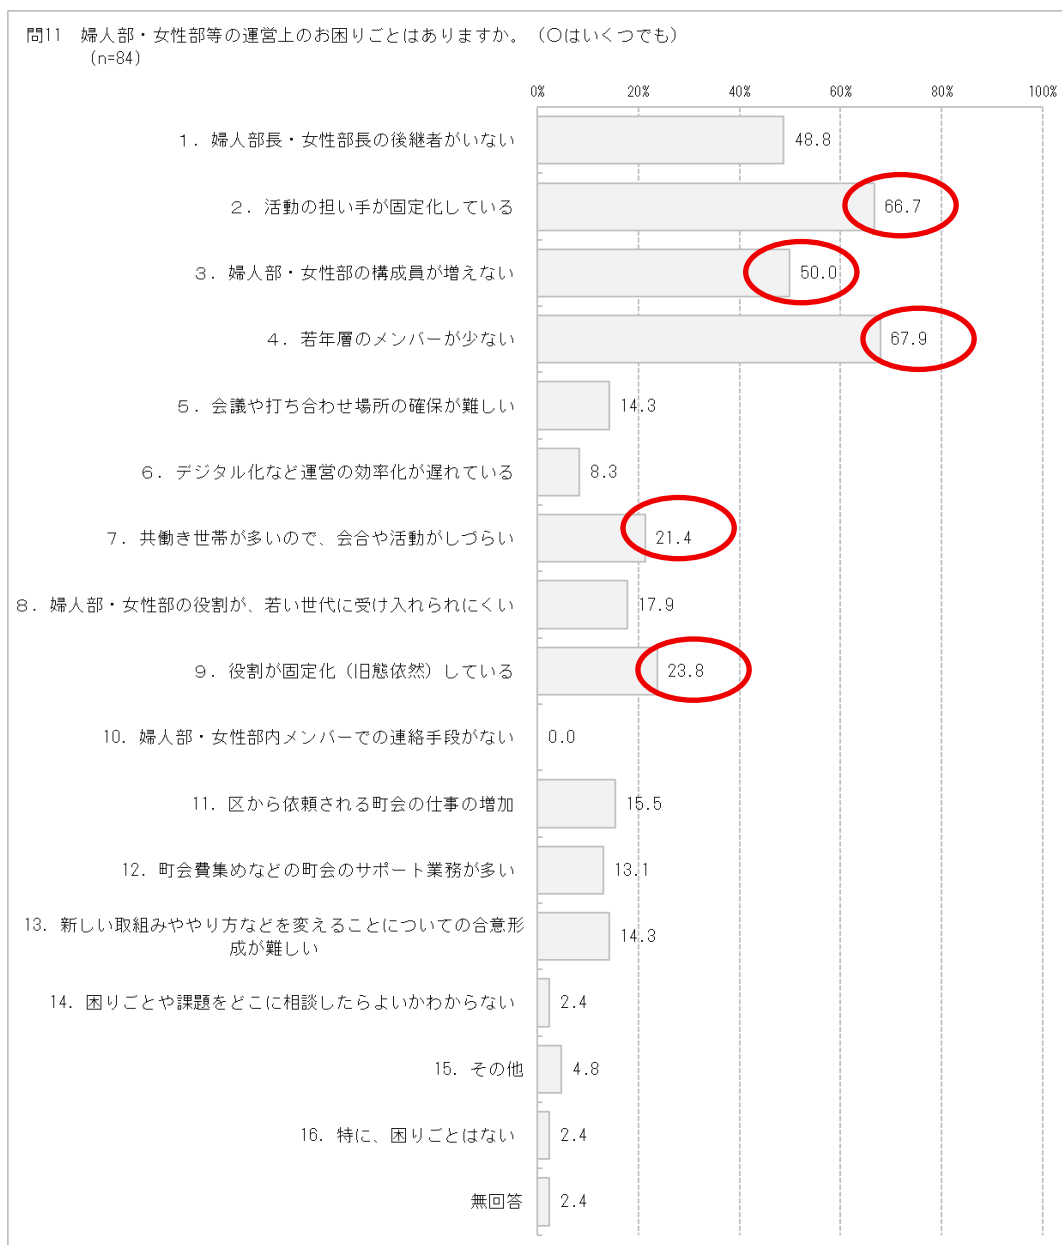 問11　婦人部・女性部等の運営上のお困りごとはありますか。（○はいくつでも）
(n=84)
0% 20% 40% 60% 80% 100%
1. 婦人部長・女性部長の後継者がいない 48.8
2. 活動の担い手が固定化している 66.7
3. 婦人部・女性部の構成員が増えない 50.0
4. 若年層のメンバーが少ない 67.9
5. 会議や打ち合わせ場所の確保が難しい 14.3
6. デジタル化など運営の効率化が遅れている 8.3
7. 共働き世帯が多いので、会合や活動がしづらい 21.4
8. 婦人部・女性部の役割が、若い世代に受け入れられにくい 17.9
9. 役割が固定化（旧態依然）している 23.8
10. 婦人部・女性部内メンバーでの連絡手段がない 0.0
11. 区から依頼される町会の仕事の増加 15.5
12. 町会費集めなどの町会のサポート業務が多い 13.1
13. 新しい取組みややり方などを変えることについての合意形
成が難しい 14.3
14. 困りごとや課題をどこに相談したらよいかわからない 2.4
15. その他 4.8
16. 特に、困りごとはない 2.4
無回答 2.4